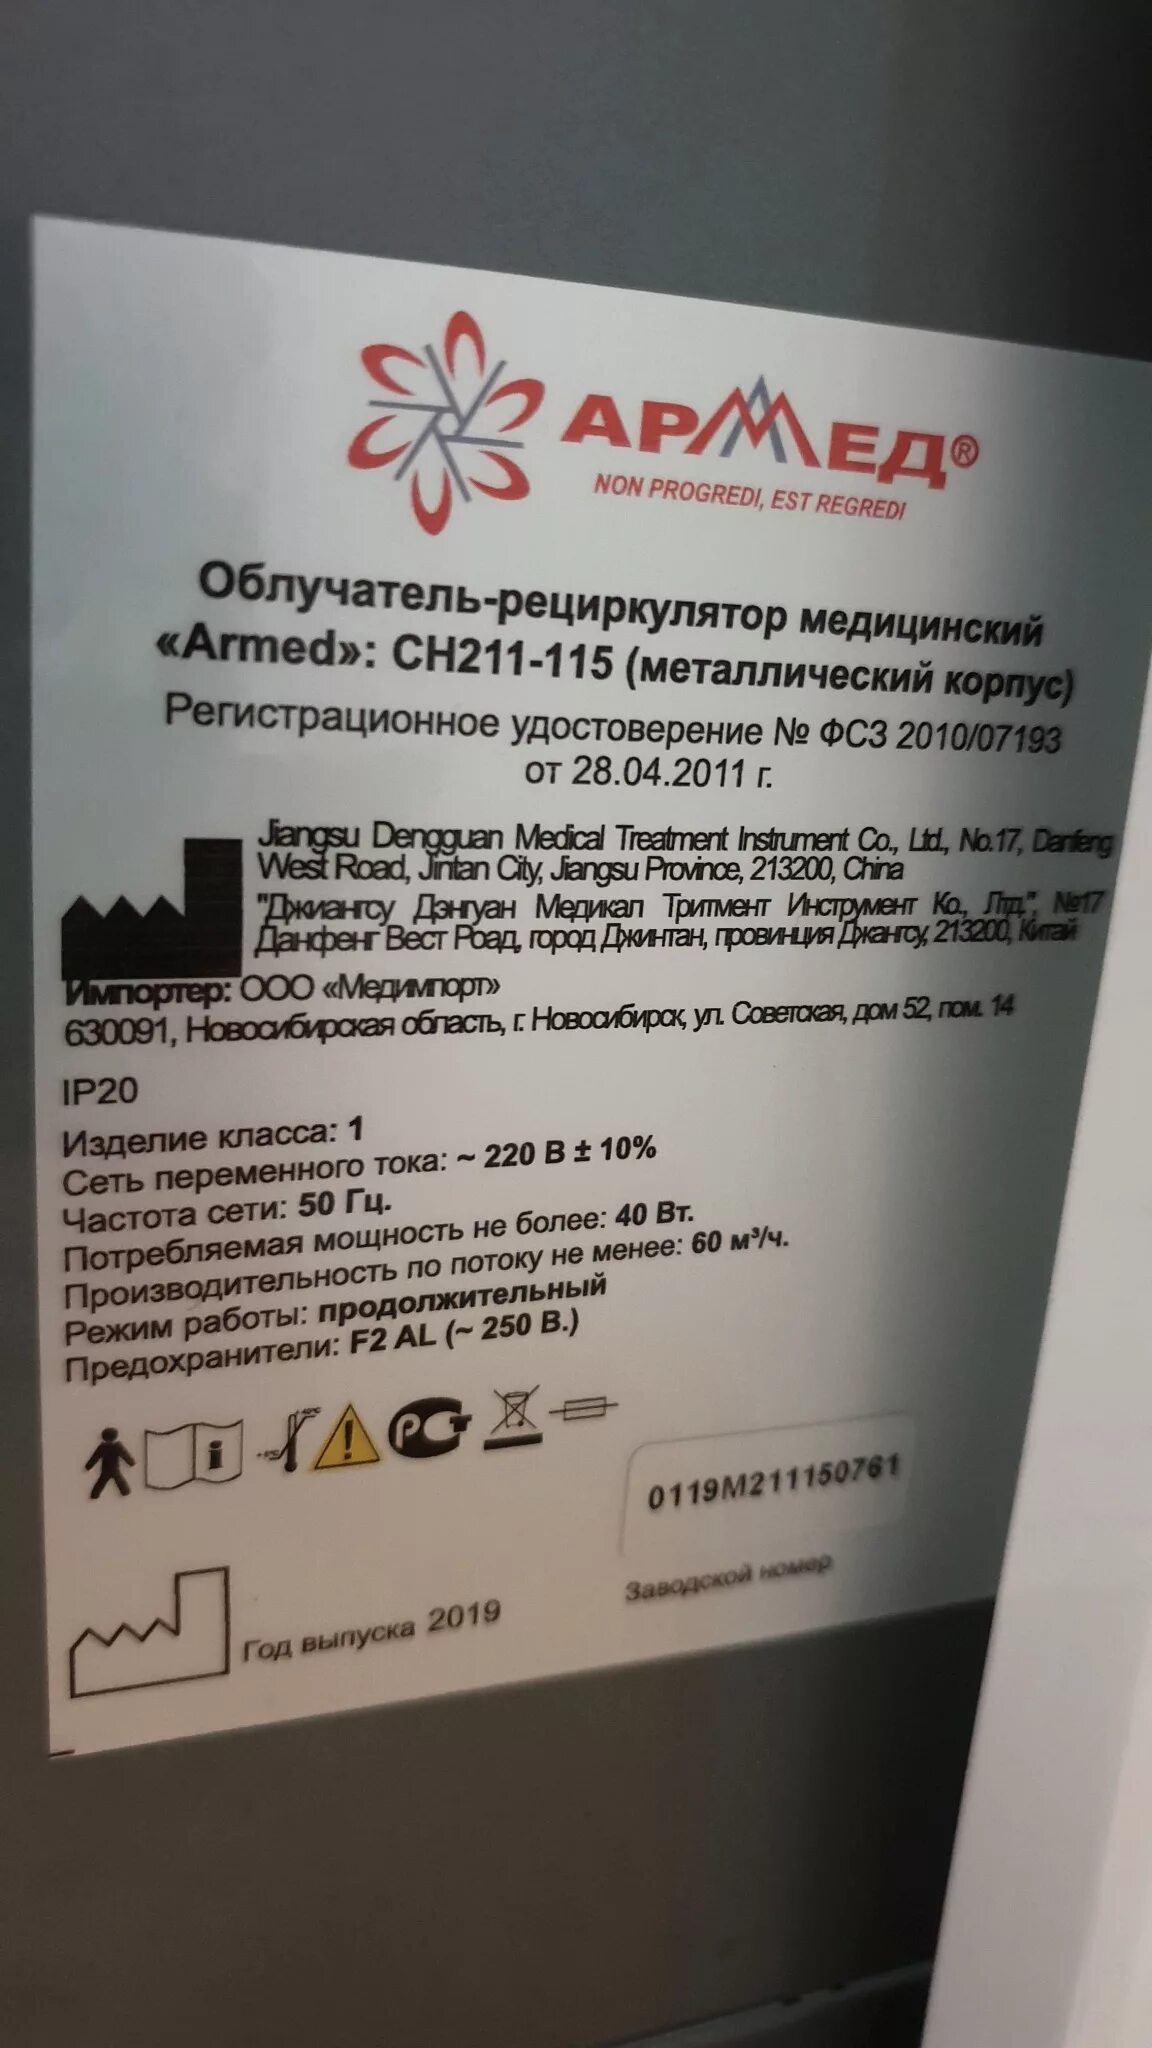 АРМЕД®
NON PROGREDI, EST REGREDI
Облучатель-рециркулятор медицинский
«Armed»: СН211-115 (металлический корпус)
Регистрационное удостоверение № ФСЗ 2010/07193
от 28.04.2011 г.
Jiangsu Dengguan Medical Treatment Instrument Co., Ltd., No.17, Danfeng
West Road, Jintan City, Jiangsu Province, 213200, China
"Джиангсу Дэнгуан Медикал Тритмент Инструмент Ко., Лтд.", №17
Данфенг Вест Роад, город Джинтан, провинция Джангсу, 213200, Китай
Импортер: ООО «Медимпорт»
630091, Новосибирская область, г. Новосибирск, ул. Советская, дом 52, пом. 14
IP20
Изделие класса: 1
Сеть переменного тока: ~ 220 В ± 10%
Частота сети: 50 Гц.
Потребляемая мощность не более: 40 Вт.
Производительность по потоку не менее: 60 м³/ч.
Режим работы: продолжительный
Предохранители: F2 AL (~ 250 В.)
i
!
РСТ
0119М211150761
Заводской номер
Год выпуска 2019